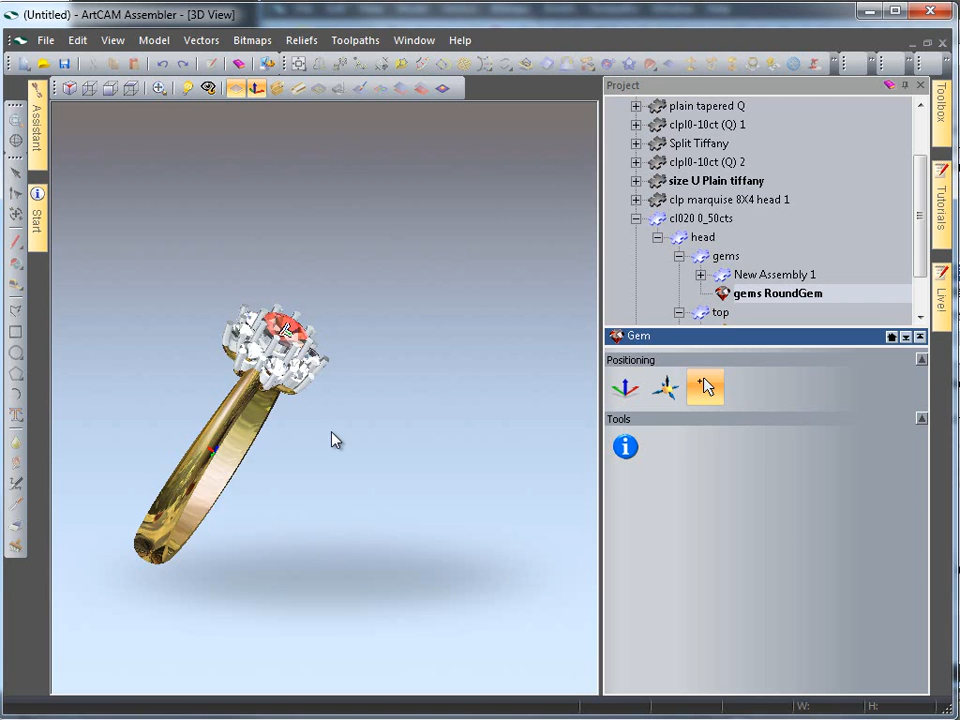 (Untitled) - ArtCAM Assembler - [3D View]
File Edit View Model Vectors Bitmaps Reliefs Toolpaths Window Help
Project
plain tapered Q
clpl0-10ct (Q) 1
Split Tiffany
clpl0-10ct (Q) 2
size U Plain tiffany
clp marquise 8X4 head 1
cl020 0_50cts
head
gems
New Assembly 1
gems RoundGem
top
Assistant
Start
Toolbox
Tutorials
Live!
Gem
Positioning
Tools
W: H: